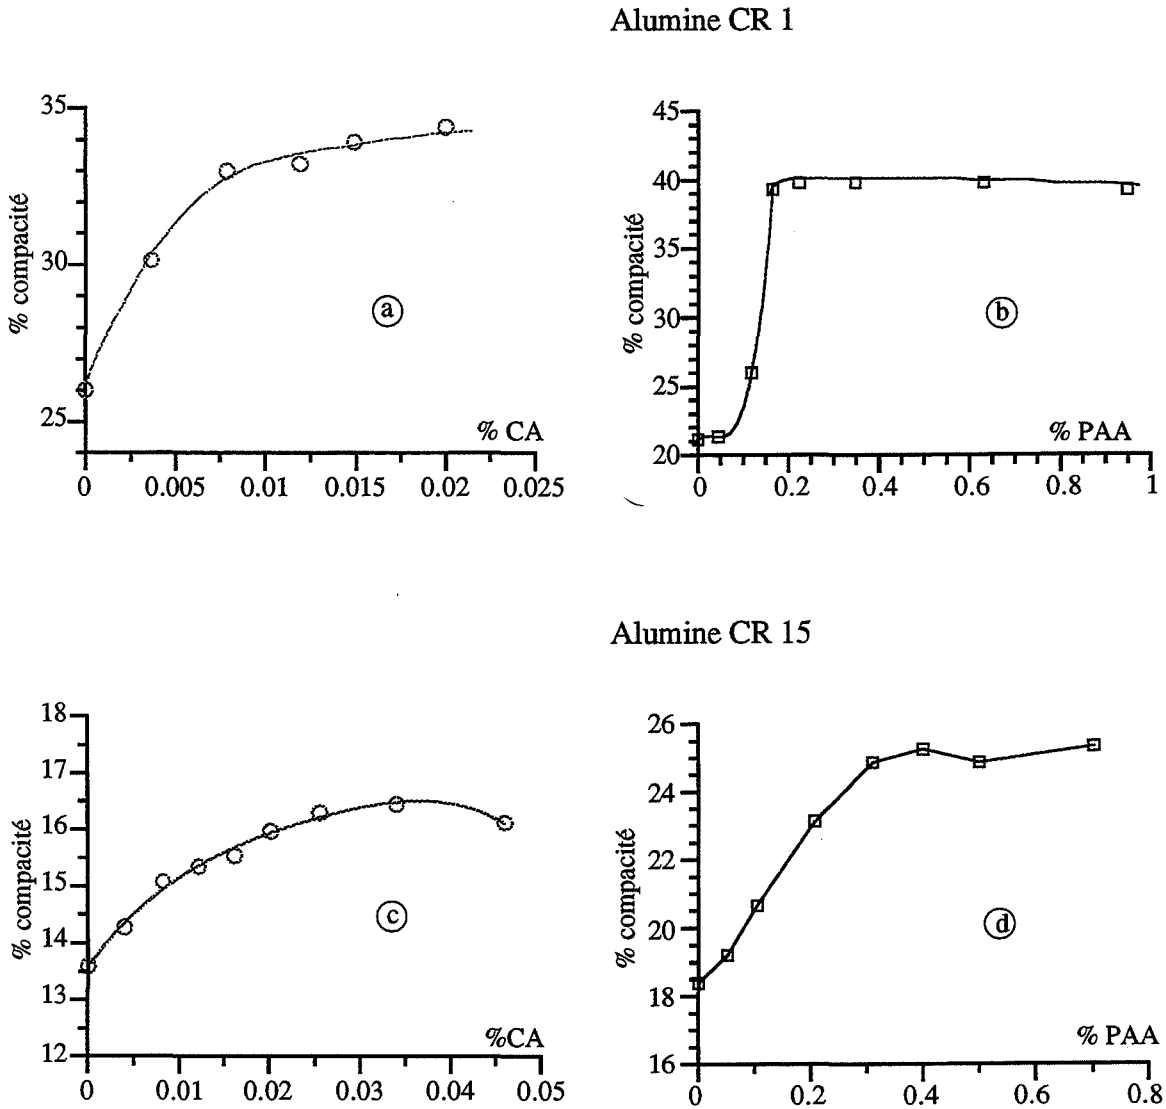 Alumine CR 1
35
30
25
% compacité
a
% CA
0 0.005 0.01 0.015 0.02 0.025
45
40
35
30
25
20
% compacité
b
% PAA
0 0.2 0.4 0.6 0.8 1
Alumine CR 15
18
17
16
15
14
13
12
% compacité
c
%CA
0 0.01 0.02 0.03 0.04 0.05
26
24
22
20
18
16
% compacité
d
% PAA
0 0.2 0.4 0.6 0.8